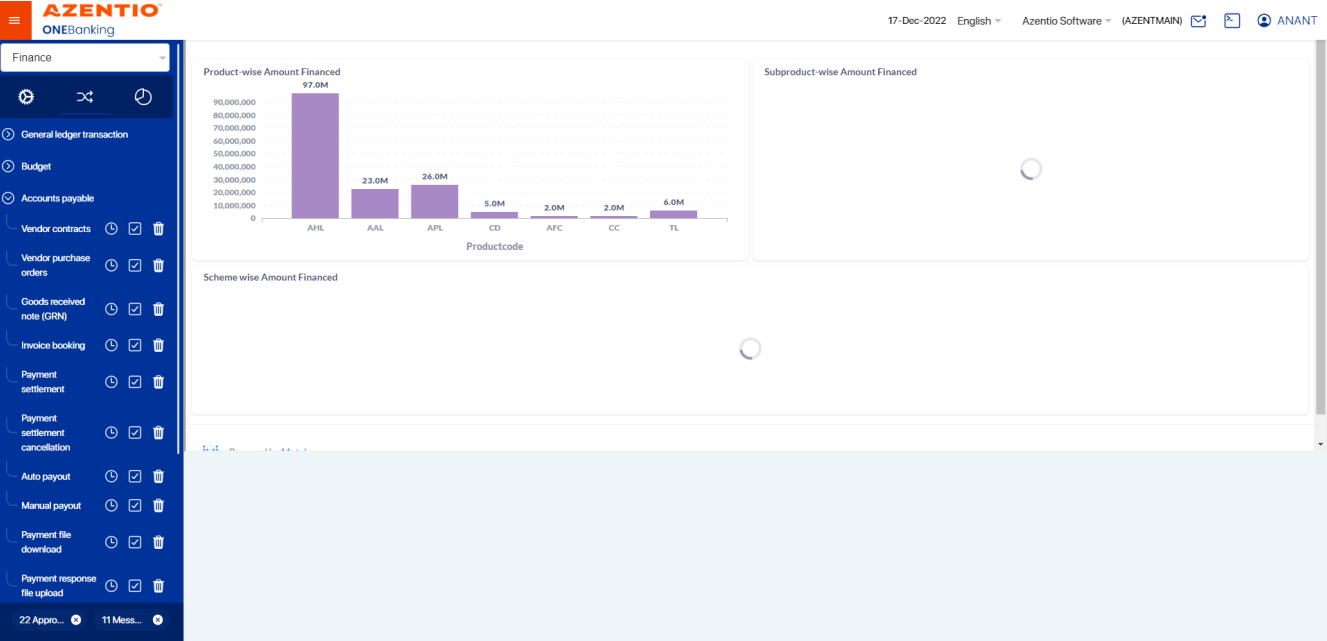 AZENTIO
ONEBanking
17-Dec-2022 English Azentio Software (AZENTMAIN) ANANT
Finance
General ledger transaction
Budget
Accounts payable
Vendor contracts
Vendor purchase
orders
Goods received
note (GRN)
Invoice booking
Payment
settlement
Payment
settlement
cancellation
Auto payout
Manual payout
Payment file
download
Payment response
file upload
22 Appro...
11 Mess...
Product-wise Amount Financed
97.0M
90,000,000
80,000,000
70,000,000
60,000,000
50,000,000
40,000,000
30,000,000
20,000,000
10,000,000
0
23.0M
26.0M
5.0M
2.0M
2.0M
6.0M
AHL AAL APL CD AFC CC TL
Productcode
Subproduct-wise Amount Financed
Scheme wise Amount Financed